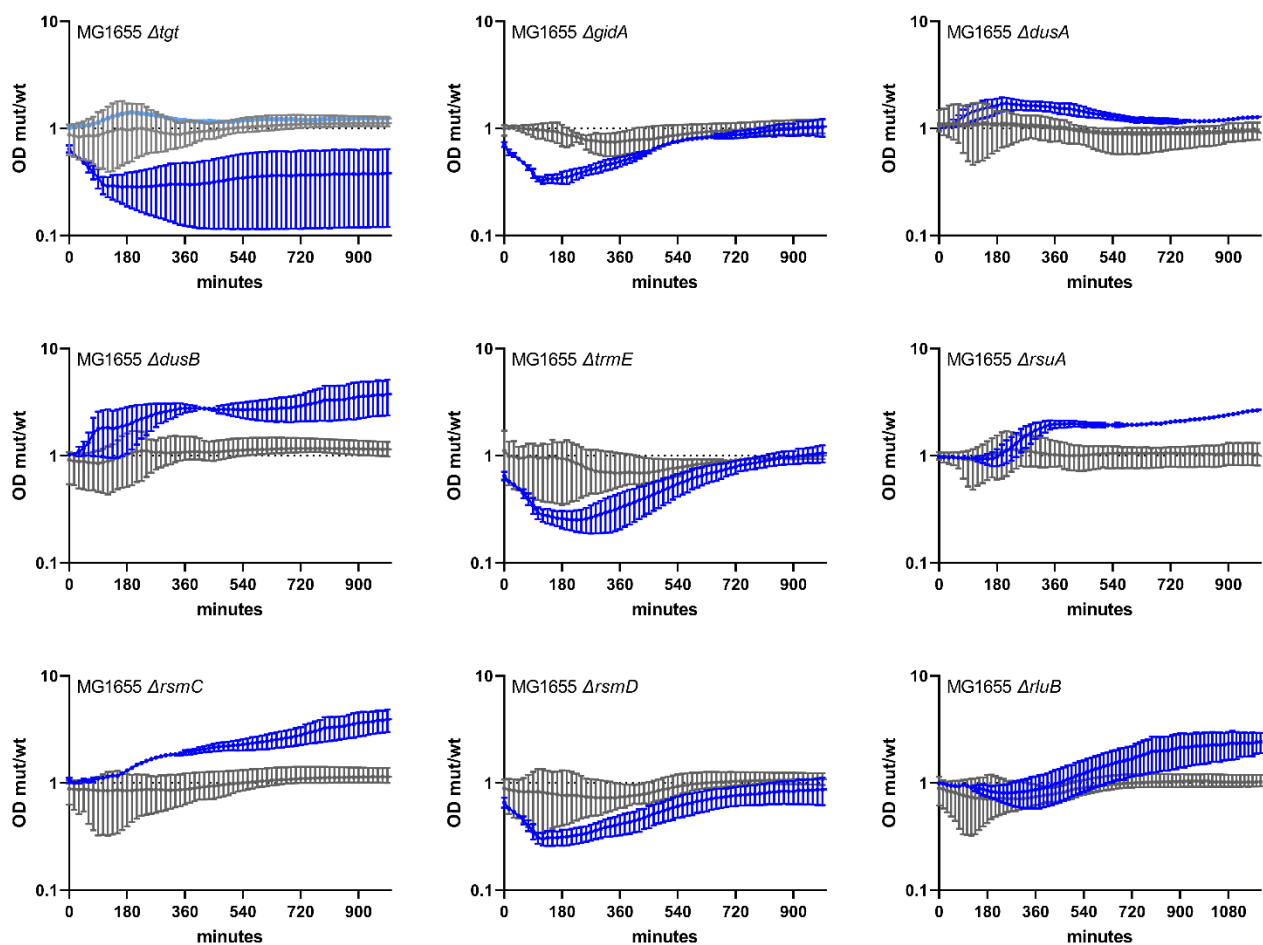 MG1655 Δtgt
10
1
0.1
OD mut/wt
0 180 360 540 720 900
minutes
MG1655 ΔgidA
10
1
0.1
OD mut/wt
0 180 360 540 720 900
minutes
MG1655 ΔdusA
10
1
0.1
OD mut/wt
0 180 360 540 720 900
minutes
MG1655 ΔdusB
10
1
0.1
OD mut/wt
0 180 360 540 720 900
minutes
MG1655 ΔtrmE
10
1
0.1
OD mut/wt
0 180 360 540 720 900
minutes
MG1655 ΔrsuA
10
1
0.1
OD mut/wt
0 180 360 540 720 900
minutes
MG1655 ΔrsmC
10
1
0.1
OD mut/wt
0 180 360 540 720 900
minutes
MG1655 ΔrsmD
10
1
0.1
OD mut/wt
0 180 360 540 720 900
minutes
MG1655 ΔrluB
10
1
0.1
OD mut/wt
0 180 360 540 720 900 1080
minutes